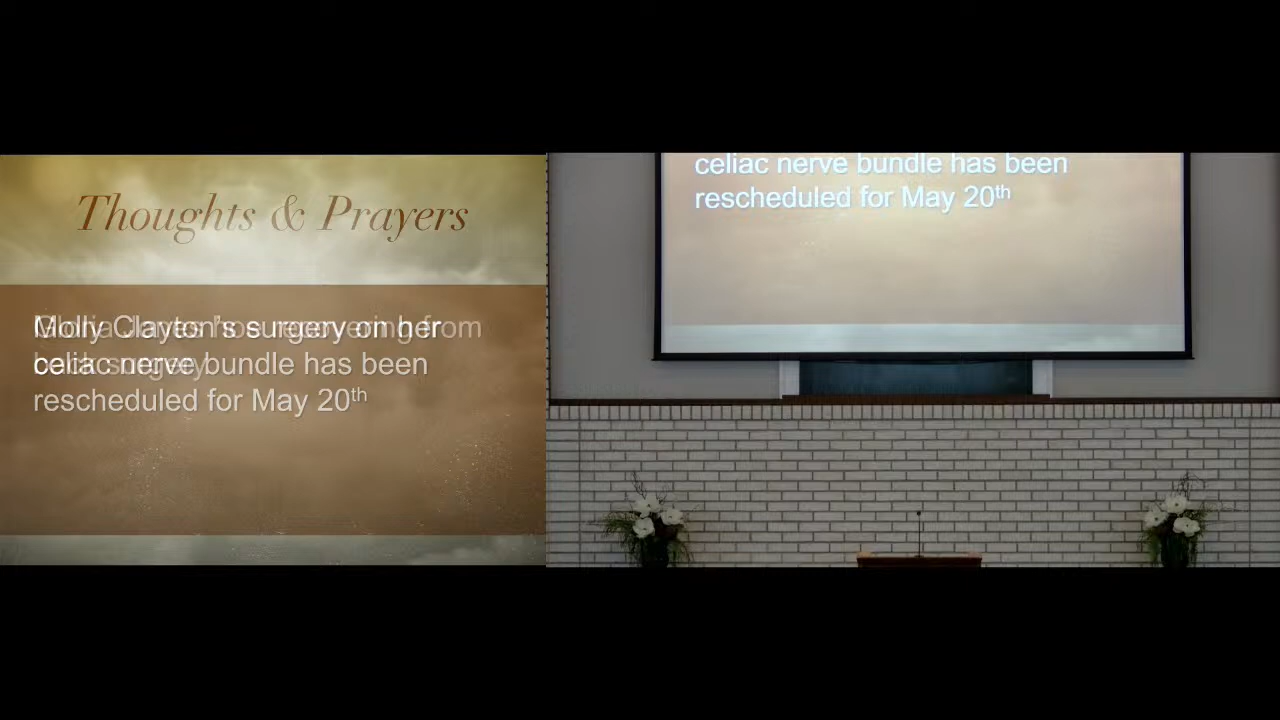 Thoughts & Prayers
Molly Clayton's surgery on her
celiac nerve bundle has been
rescheduled for May 20th
celiac nerve bundle has been
rescheduled for May 20th